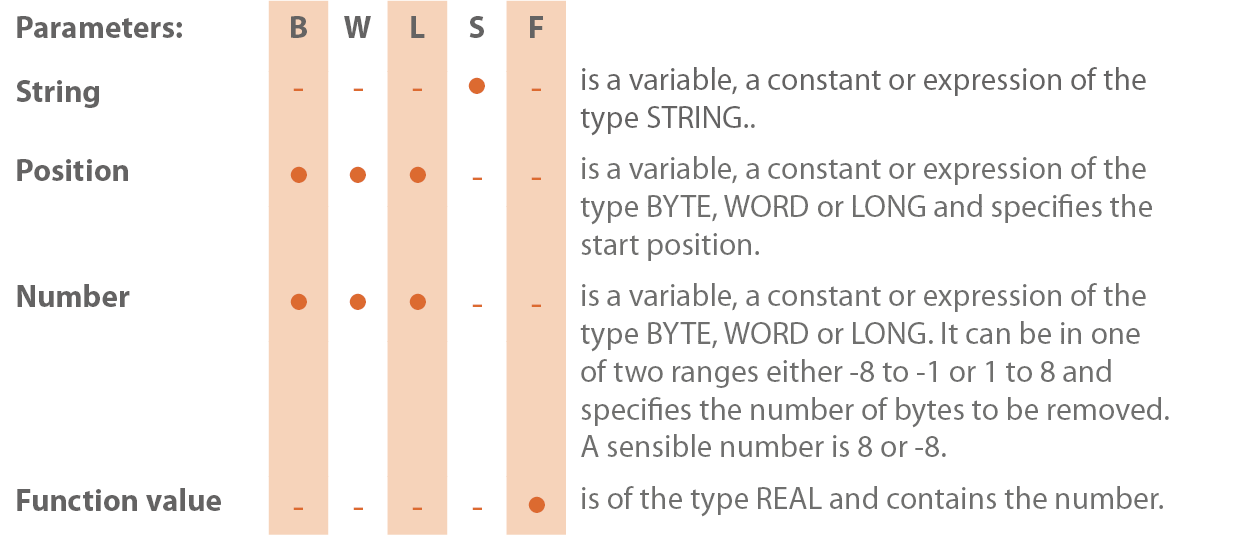 Parameters: B W L S F
String - - - ● - is a variable, a constant or expression of the
type STRING..
Position ● ● ● - - is a variable, a constant or expression of the
type BYTE, WORD or LONG and specifies the
start position.
Number ● ● ● - - is a variable, a constant or expression of the
type BYTE, WORD or LONG. It can be in one
of two ranges either -8 to -1 or 1 to 8 and
specifies the number of bytes to be removed.
A sensible number is 8 or -8.
Function value - - - - ● is of the type REAL and contains the number.